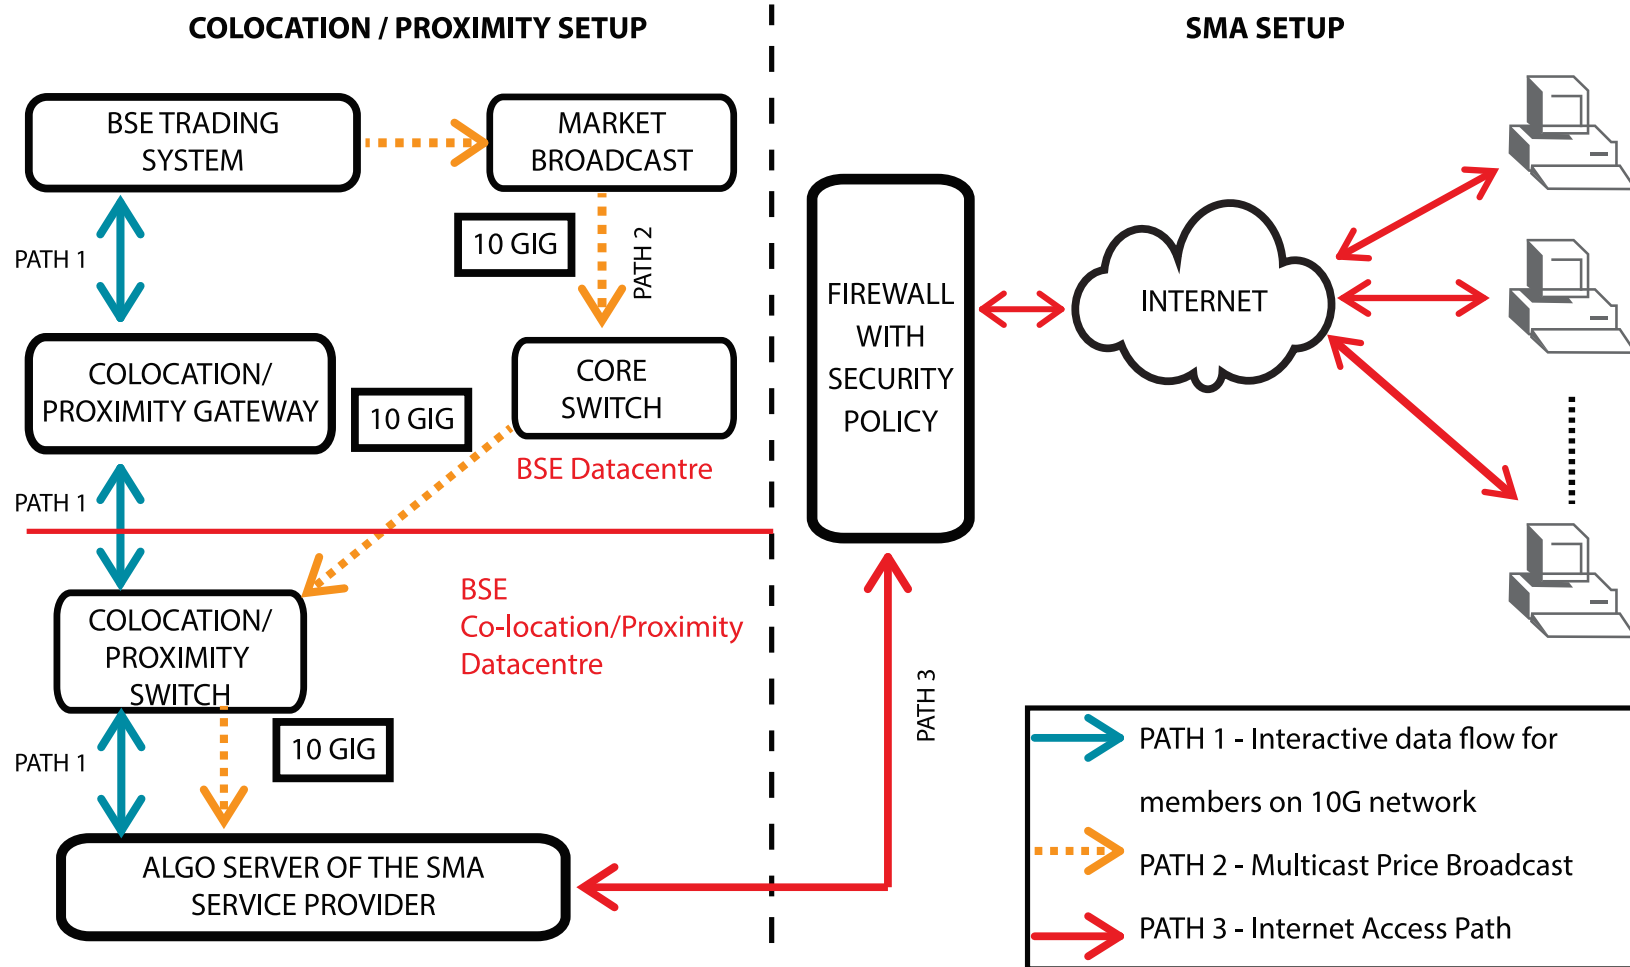 COLOCATION / PROXIMITY SETUP
SMA SETUP
BSE TRADING
SYSTEM
MARKET
BROADCAST
PATH 1
10 GIG
PATH 2
COLOCATION/
PROXIMITY GATEWAY
10 GIG
CORE
SWITCH
BSE Datacentre
PATH 1
BSE
Co-location/Proximity
Datacentre
COLOCATION/
PROXIMITY
SWITCH
PATH 1
10 GIG
ALGO SERVER OF THE SMA
SERVICE PROVIDER
FIREWALL
WITH
SECURITY
POLICY
INTERNET
PATH 3
PATH 1 - Interactive data flow for
members on 10G network
PATH 2 - Multicast Price Broadcast
PATH 3 - Internet Access Path